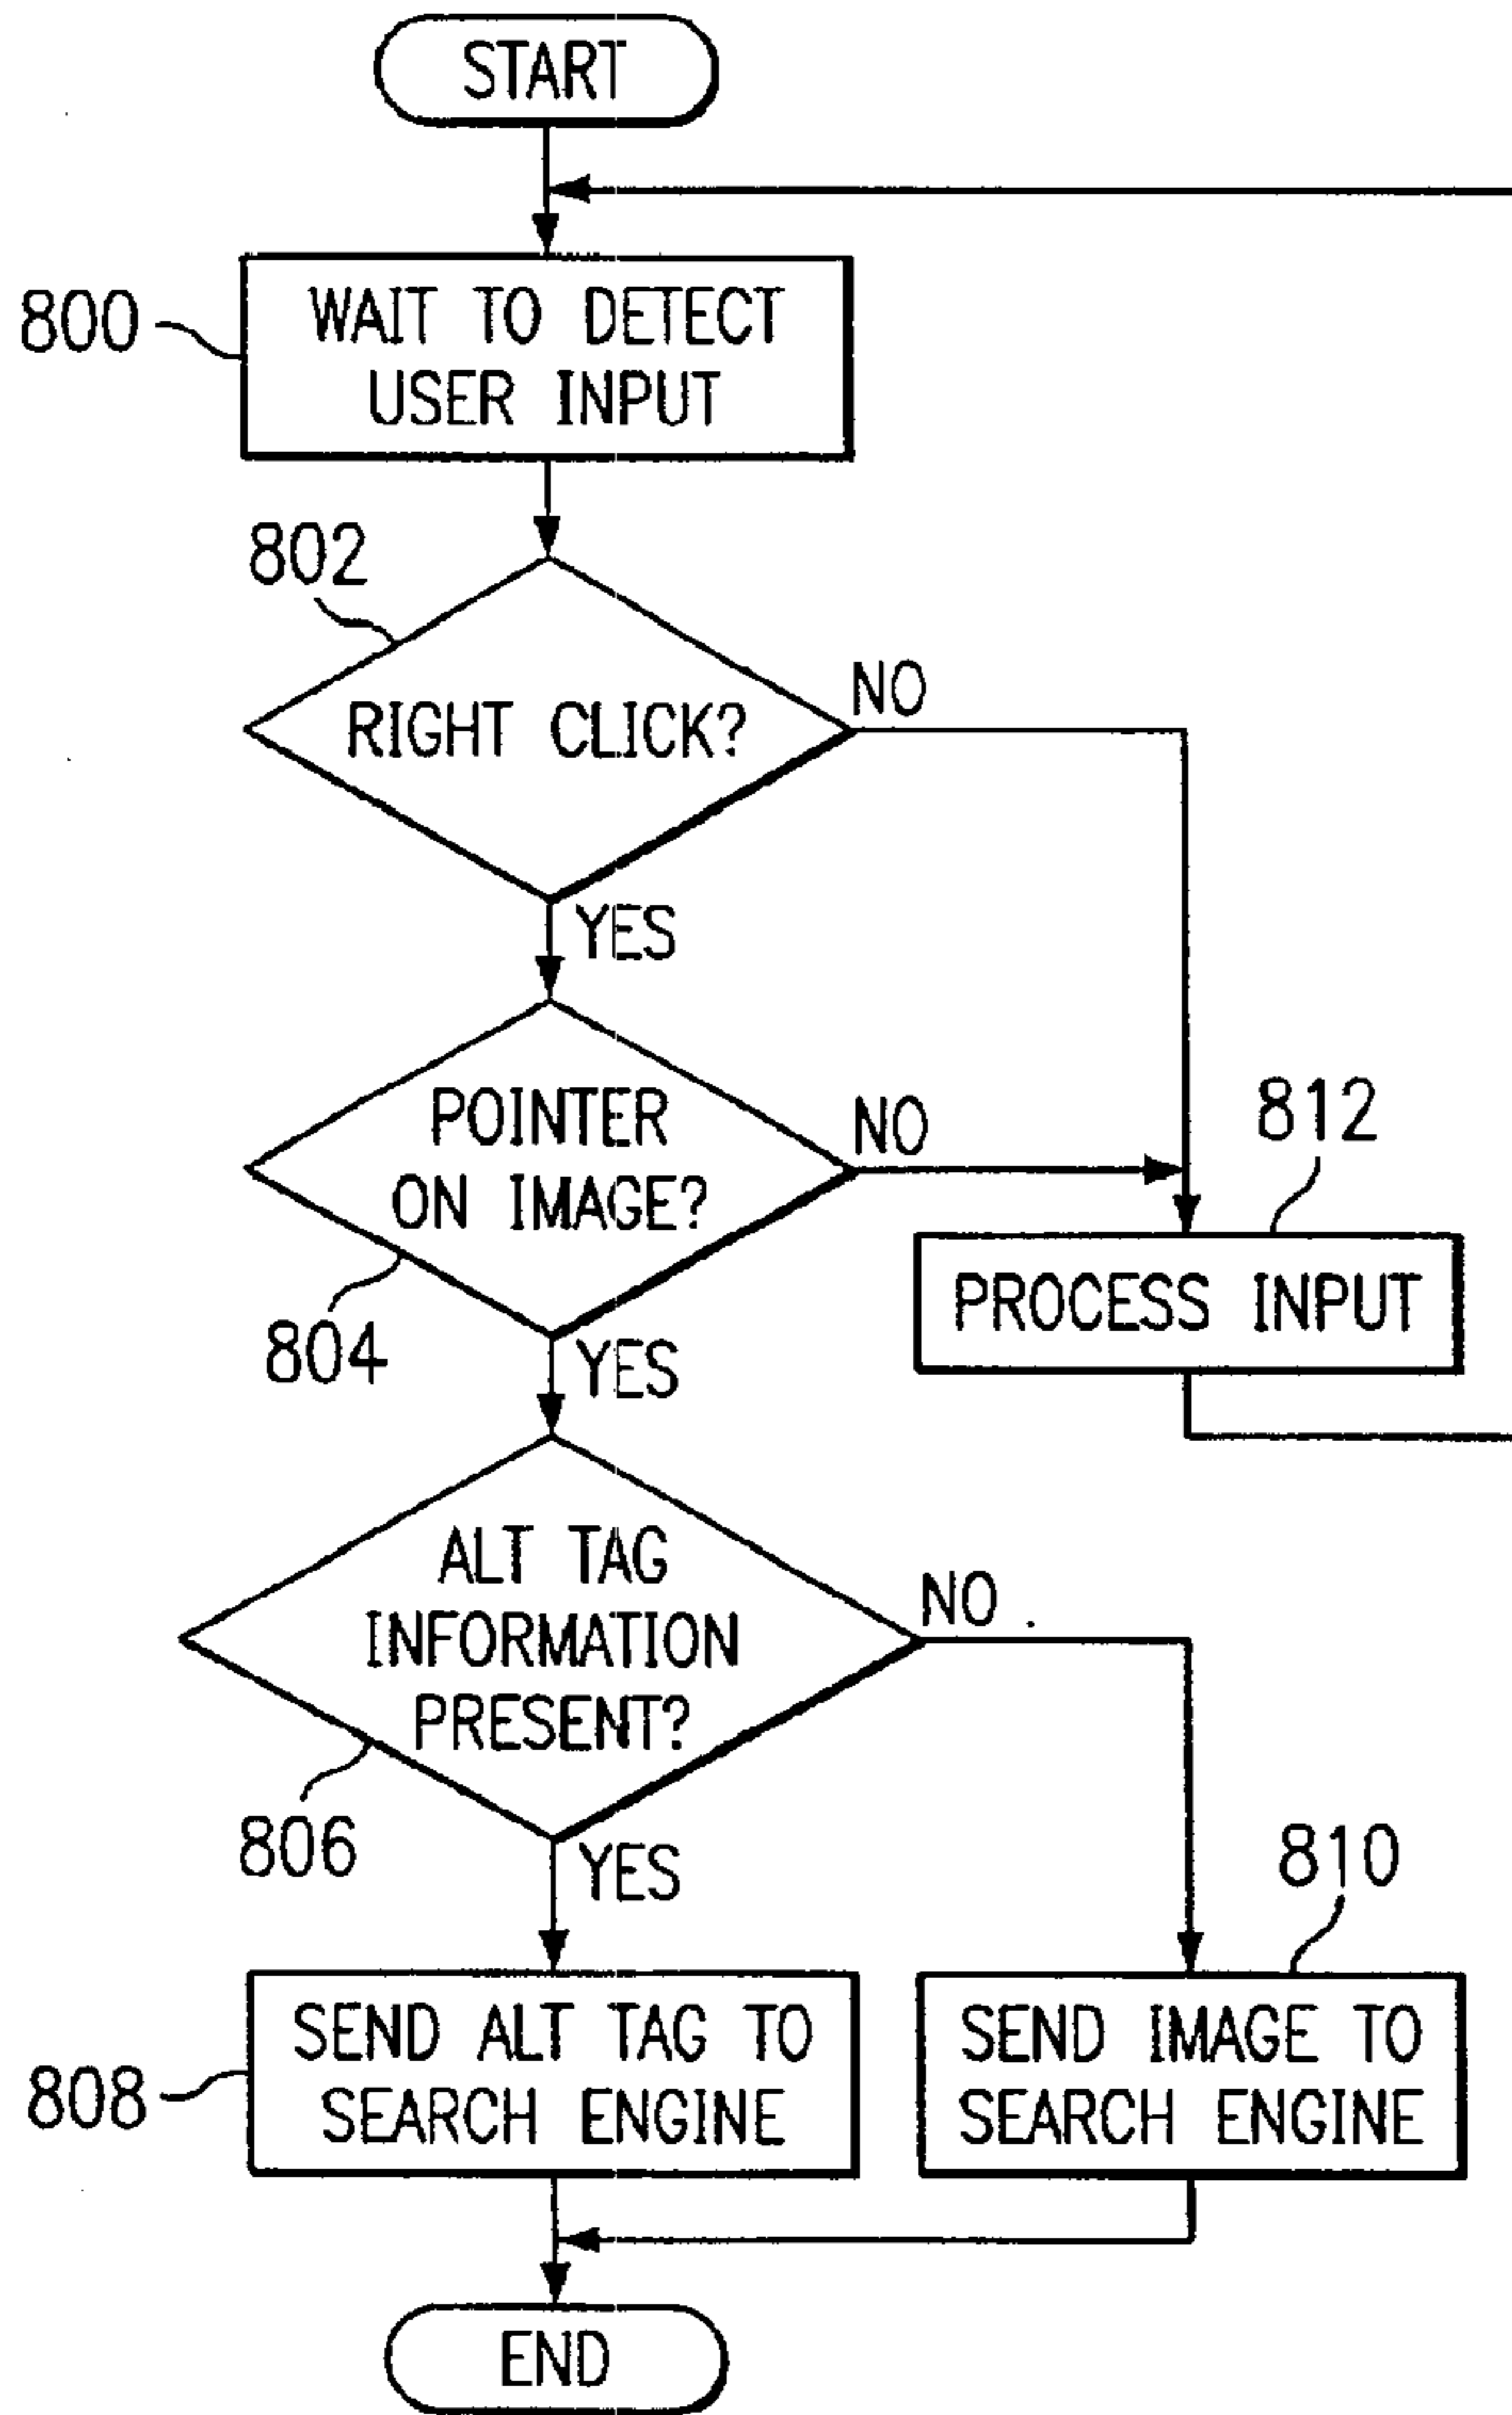 START
800
WAIT TO DETECT
USER INPUT
802
RIGHT CLICK?
NO
YES
POINTER
ON IMAGE?
NO
804
YES
812
PROCESS INPUT
ALT TAG
INFORMATION
PRESENT?
NO
806
YES
810
808
SEND ALT TAG TO
SEARCH ENGINE
SEND IMAGE TO
SEARCH ENGINE
END